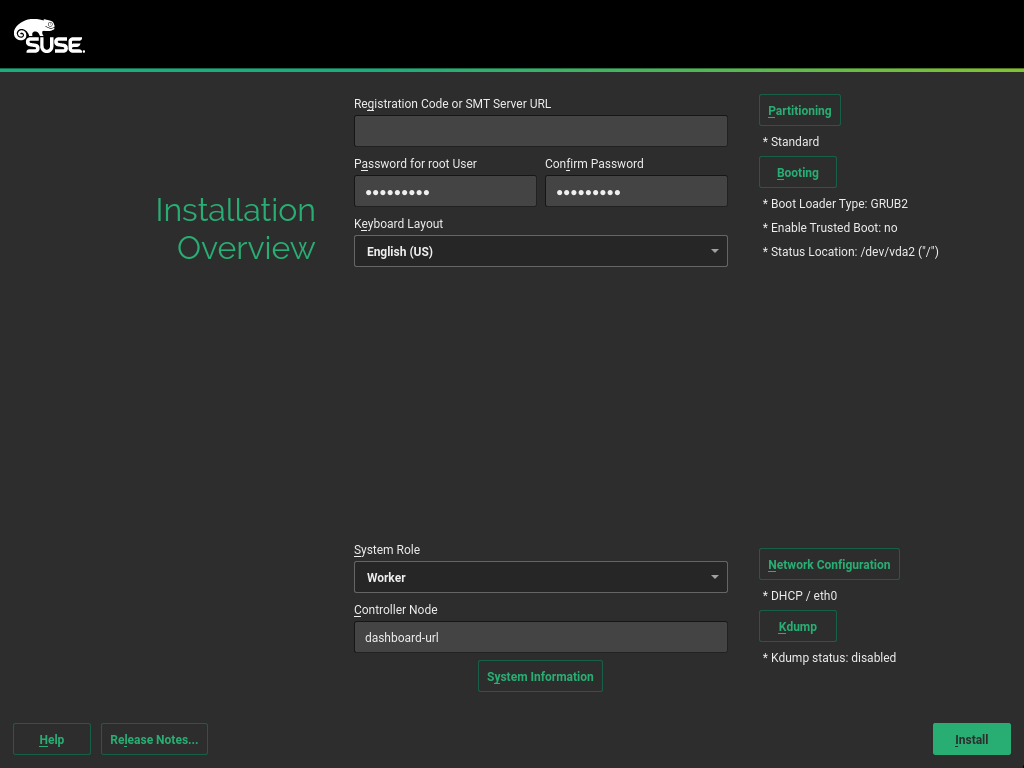 SUSE.
Installation
Overview
Registration Code or SMT Server URL
Password for root User
Confirm Password
●●●●●●●●●
●●●●●●●●●
Keyboard Layout
English (US)
Partitioning
* Standard
Booting
* Boot Loader Type: GRUB2
* Enable Trusted Boot: no
* Status Location: /dev/vda2 ("/")
System Role
Worker
Controller Node
dashboard-url
System Information
Network Configuration
* DHCP / eth0
Kdump
* Kdump status: disabled
Help
Release Notes...
Install